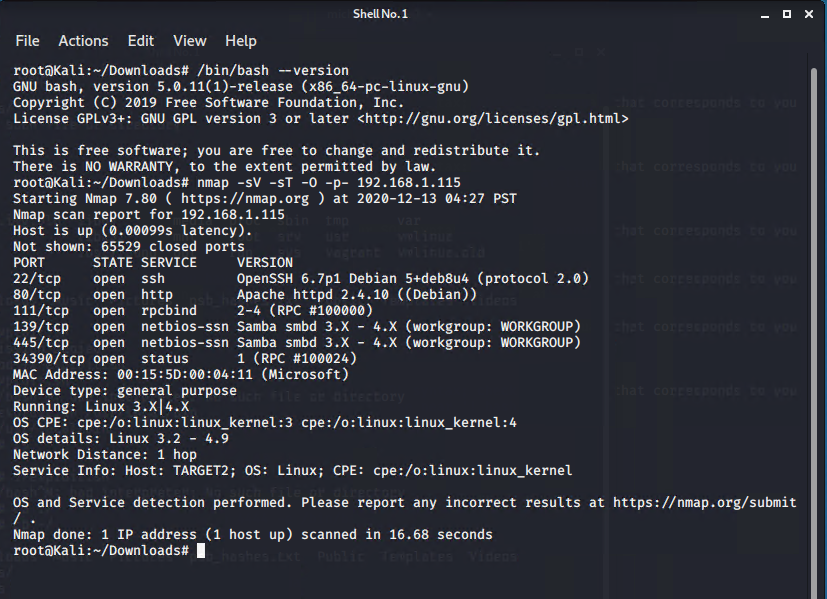 Shell No. 1
File Actions Edit View Help
root@Kali:~/Downloads# /bin/bash --version
GNU bash, version 5.0.11(1)-release (x86_64-pc-linux-gnu)
Copyright (C) 2019 Free Software Foundation, Inc.
License GPLv3+: GNU GPL version 3 or later <http://gnu.org/licenses/gpl.html>

This is free software; you are free to change and redistribute it.
There is NO WARRANTY, to the extent permitted by law.
root@Kali:~/Downloads# nmap -sV -sT -O -p- 192.168.1.115
Starting Nmap 7.80 ( https://nmap.org ) at 2020-12-13 04:27 PST
Nmap scan report for 192.168.1.115
Host is up (0.00099s latency).
Not shown: 65529 closed ports
PORT      STATE SERVICE     VERSION
22/tcp    open  ssh         OpenSSH 6.7p1 Debian 5+deb8u4 (protocol 2.0)
80/tcp    open  http        Apache httpd 2.4.10 ((Debian))
111/tcp   open  rpcbind     2-4 (RPC #100000)
139/tcp   open  netbios-ssn Samba smbd 3.X - 4.X (workgroup: WORKGROUP)
445/tcp   open  netbios-ssn Samba smbd 3.X - 4.X (workgroup: WORKGROUP)
34390/tcp open  status      1 (RPC #100024)
MAC Address: 00:15:5D:00:04:11 (Microsoft)
Device type: general purpose
Running: Linux 3.X|4.X
OS CPE: cpe:/o:linux:linux_kernel:3 cpe:/o:linux:linux_kernel:4
OS details: Linux 3.2 - 4.9
Network Distance: 1 hop
Service Info: Host: TARGET2; OS: Linux; CPE: cpe:/o:linux:linux_kernel

OS and Service detection performed. Please report any incorrect results at https://nmap.org/submit
/ .
Nmap done: 1 IP address (1 host up) scanned in 16.68 seconds
root@Kali:~/Downloads#